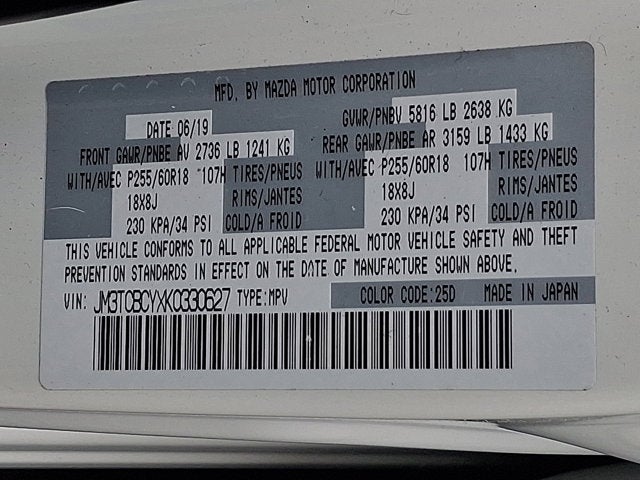 MFD. BY MAZDA MOTOR CORPORATION
DATE 06/19 GVWR/PNBV 5816 LB 2638 KG
FRONT GAWR/PNBE AV 2736 LB 1241 KG REAR GAWR/PNBE AR 3159 LB 1433 KG
WITH/AVEC P255/60R18 107H TIRES/PNEUS WITH/AVEC P255/60R18 107H TIRES/PNEUS
18X8J RIMS/JANTES 18X8J RIMS/JANTES
230 KPA/34 PSI COLD/A FROID 230 KPA/34 PSI COLD/A FROID
THIS VEHICLE CONFORMS TO ALL APPLICABLE FEDERAL MOTOR VEHICLE SAFETY AND THEFT
PREVENTION STANDARDS IN EFFECT ON THE DATE OF MANUFACTURE SHOWN ABOVE.
VIN: JM3TCBCYXK0330627 TYPE:MPV COLOR CODE:25D MADE IN JAPAN